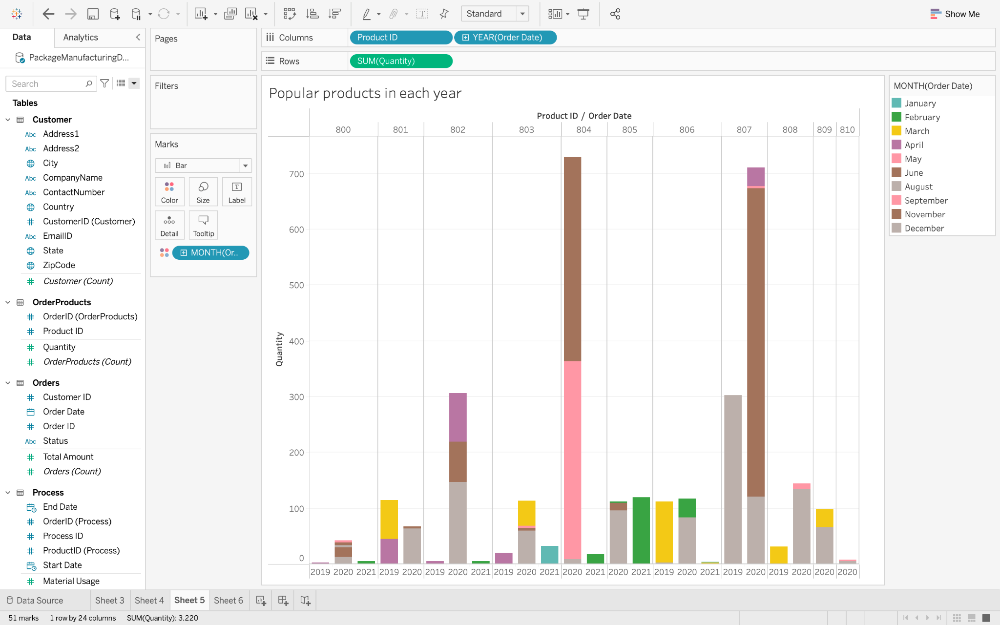 Standard
Show Me
Data
Analytics
Pages
Columns
Product ID
YEAR(Order Date)
Rows
SUM(Quantity)
PackageManufacturingD...
Search
Tables
Customer
Abc Address1
Abc Address2
City
Abc CompanyName
Abc ContactNumber
Country
# CustomerID (Customer)
Abc EmailID
State
ZipCode
# Customer (Count)
OrderProducts
# OrderID (OrderProducts)
# Product ID
# Quantity
# OrderProducts (Count)
Orders
# Customer ID
Order Date
# Order ID
Abc Status
# Total Amount
# Orders (Count)
Process
End Date
# OrderID (Process)
# Process ID
# ProductID (Process)
Start Date
# Material Usage
Filters
Marks
Bar
Color
Size
T
Label
Detail
Tooltip
MONTH(Or..
Popular products in each year
Product ID / Order Date
800 801 802 803 804 805 806 807 808 809 810
700
600
500
400
300
200
100
0
Quantity
2019 2020 2021 2019 2020 2019 2020 2021 2019 2020 2021 2020 2021 2020 2021 2019 2020 2021 2019 2020 2019 2020 2020 2020
MONTH(Order Date)
January
February
March
April
May
June
August
September
November
December
Data Source
Sheet 3
Sheet 4
Sheet 5
Sheet 6
51 marks
1 row by 24 columns
SUM(Quantity): 3,220